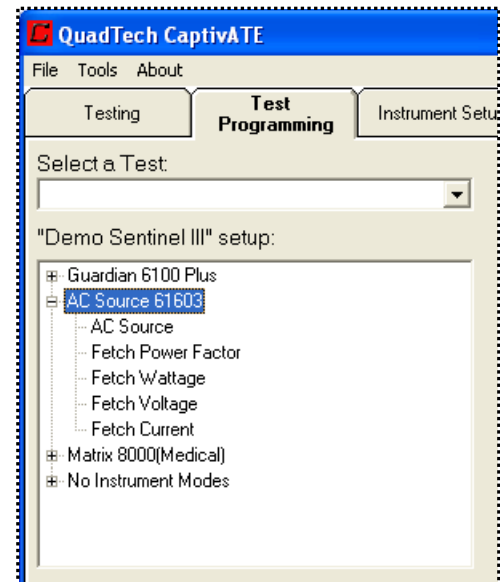 QuadTech CaptivATE
File Tools About
Testing
Test
Programming
Instrument Setu
Select a Test:
"Demo Sentinel III" setup:
Guardian 6100 Plus
AC Source 61603
AC Source
Fetch Power Factor
Fetch Wattage
Fetch Voltage
Fetch Current
Matrix 8000(Medical)
No Instrument Modes